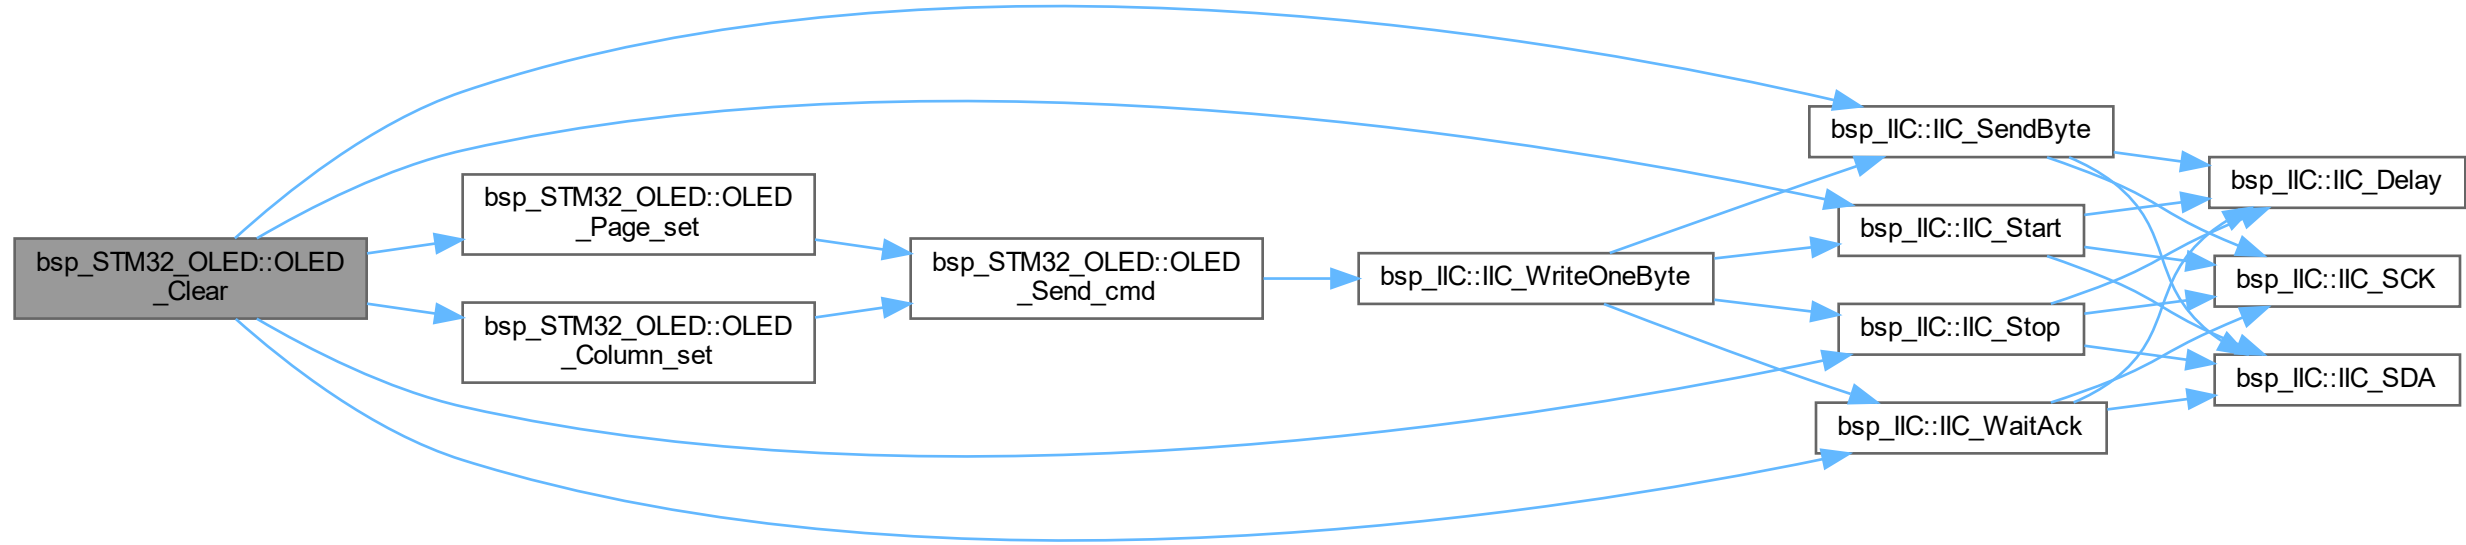 bsp_STM32_OLED::OLED
_Clear
bsp_STM32_OLED::OLED
_Page_set
bsp_STM32_OLED::OLED
_Column_set
bsp_STM32_OLED::OLED
_Send_cmd
bsp_IIC::IIC_WriteOneByte
bsp_IIC::IIC_SendByte
bsp_IIC::IIC_Start
bsp_IIC::IIC_Stop
bsp_IIC::IIC_WaitAck
bsp_IIC::IIC_Delay
bsp_IIC::IIC_SCK
bsp_IIC::IIC_SDA